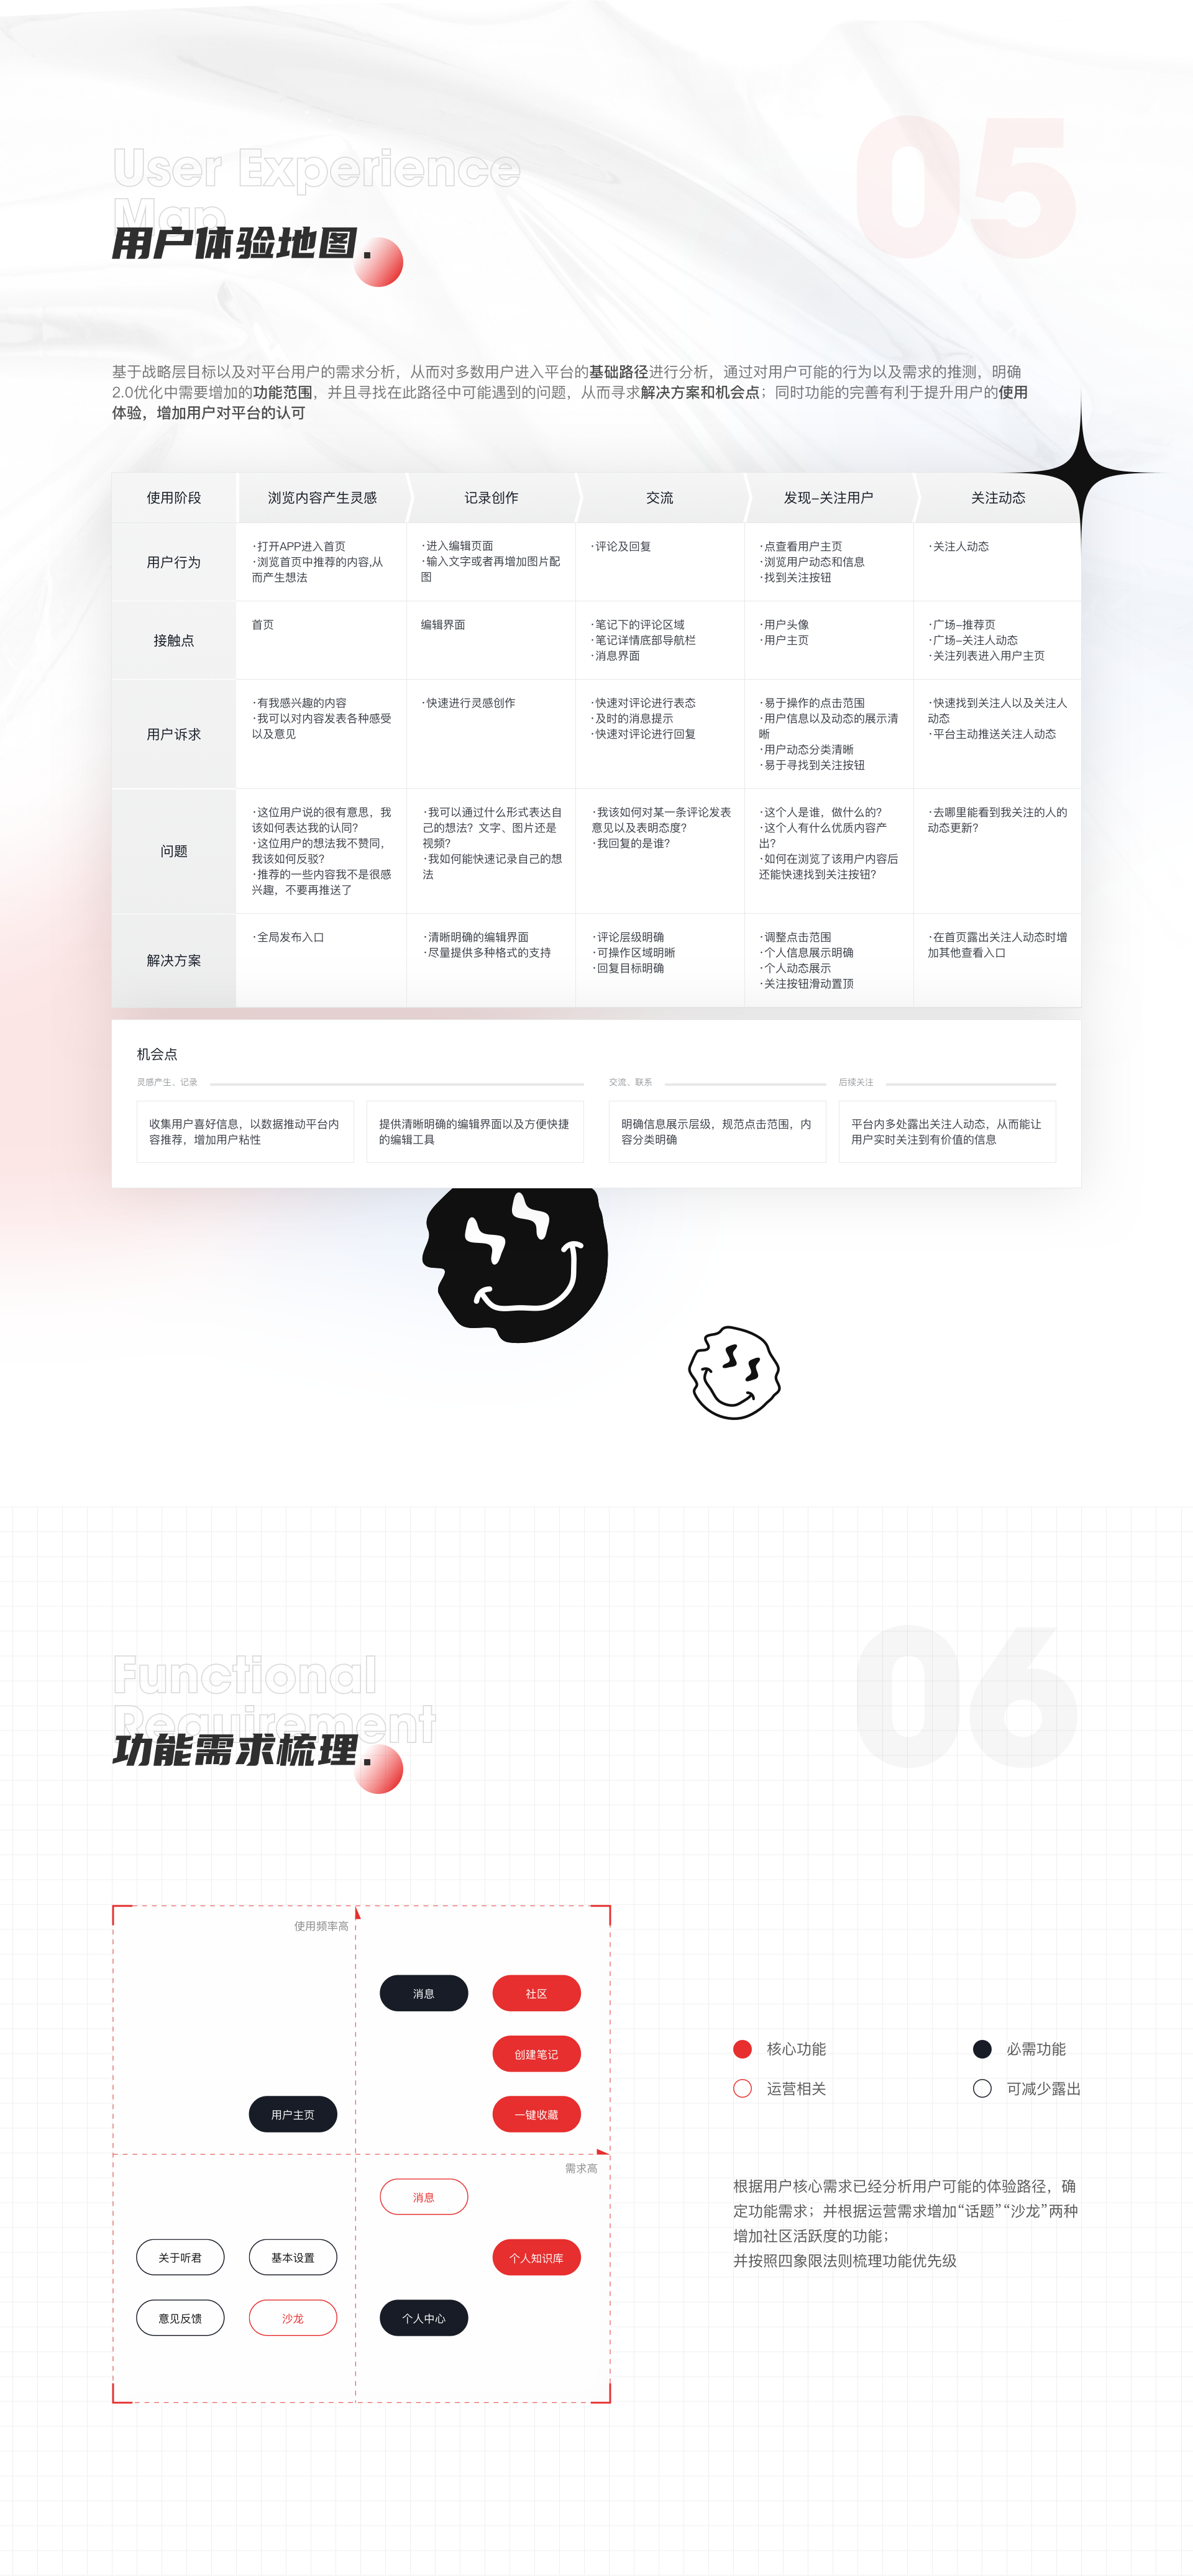 User Experience
Map
05
用户体验地图.
基于战略层目标以及对平台用户的需求分析，从而对多数用户进入平台的基础路径进行分析，通过对用户可能的行为以及需求的推测，明确
2.0优化中需要增加的功能范围，并且寻找在此路径中可能遇到的问题，从而寻求解决方案和机会点；同时功能的完善有利于提升用户的使用
体验，增加用户对平台的认可
使用阶段
浏览内容产生灵感
记录创作
交流
发现–关注用户
关注动态
用户行为
·打开APP进入首页
·浏览首页中推荐的内容,从
而产生想法
·进入编辑页面
·输入文字或者再增加图片配
图
·评论及回复
·点查看用户主页
·浏览用户动态和信息
·找到关注按钮
·关注人动态
接触点
首页
编辑界面
·笔记下的评论区域
·笔记详情底部导航栏
·消息界面
·用户头像
·用户主页
·广场–推荐页
·广场–关注人动态
·关注列表进入用户主页
用户诉求
·有我感兴趣的内容
·我可以对内容发表各种感受
以及意见
·快速进行灵感创作
·快速对评论进行表态
·及时的消息提示
·快速对评论进行回复
·易于操作的点击范围
·用户信息以及动态的展示清
晰
·用户动态分类清晰
·易于寻找到关注按钮
·快速找到关注人以及关注人
动态
·平台主动推送关注人动态
问题
·这位用户说的很有意思，我
该如何表达我的认同？
·这位用户的想法我不赞同，
我该如何反驳？
·推荐的一些内容我不是很感
兴趣，不要再推送了
·我可以通过什么形式表达自
己的想法？文字、图片还是
视频？
·我如何能快速记录自己的想
法
·我该如何对某一条评论发表
意见以及表明态度？
·我回复的是谁？
·这个人是谁，做什么的？
·这个人有什么优质内容产
出？
·如何在浏览了该用户内容后
还能快速找到关注按钮？
·去哪里能看到我关注的人的
动态更新？
解决方案
·全局发布入口
·清晰明确的编辑界面
·尽量提供多种格式的支持
·评论层级明确
·可操作区域明晰
·回复目标明确
·调整点击范围
·个人信息展示明确
·个人动态展示
·关注按钮滑动置顶
·在首页露出关注人动态时增
加其他查看入口
机会点
灵感产生、记录
交流、联系
后续关注
收集用户喜好信息，以数据推动平台内
容推荐，增加用户粘性
提供清晰明确的编辑界面以及方便快捷
的编辑工具
明确信息展示层级，规范点击范围，内
容分类明确
平台内多处露出关注人动态，从而能让
用户实时关注到有价值的信息
Functional
Requirement
06
功能需求梳理.
使用频率高
消息
社区
创建笔记
用户主页
一键收藏
需求高
消息
关于听君
基本设置
个人知识库
意见反馈
沙龙
个人中心
核心功能
必需功能
运营相关
可减少露出
根据用户核心需求已经分析用户可能的体验路径，确
定功能需求；并根据运营需求增加“话题”“沙龙”两种
增加社区活跃度的功能；
并按照四象限法则梳理功能优先级